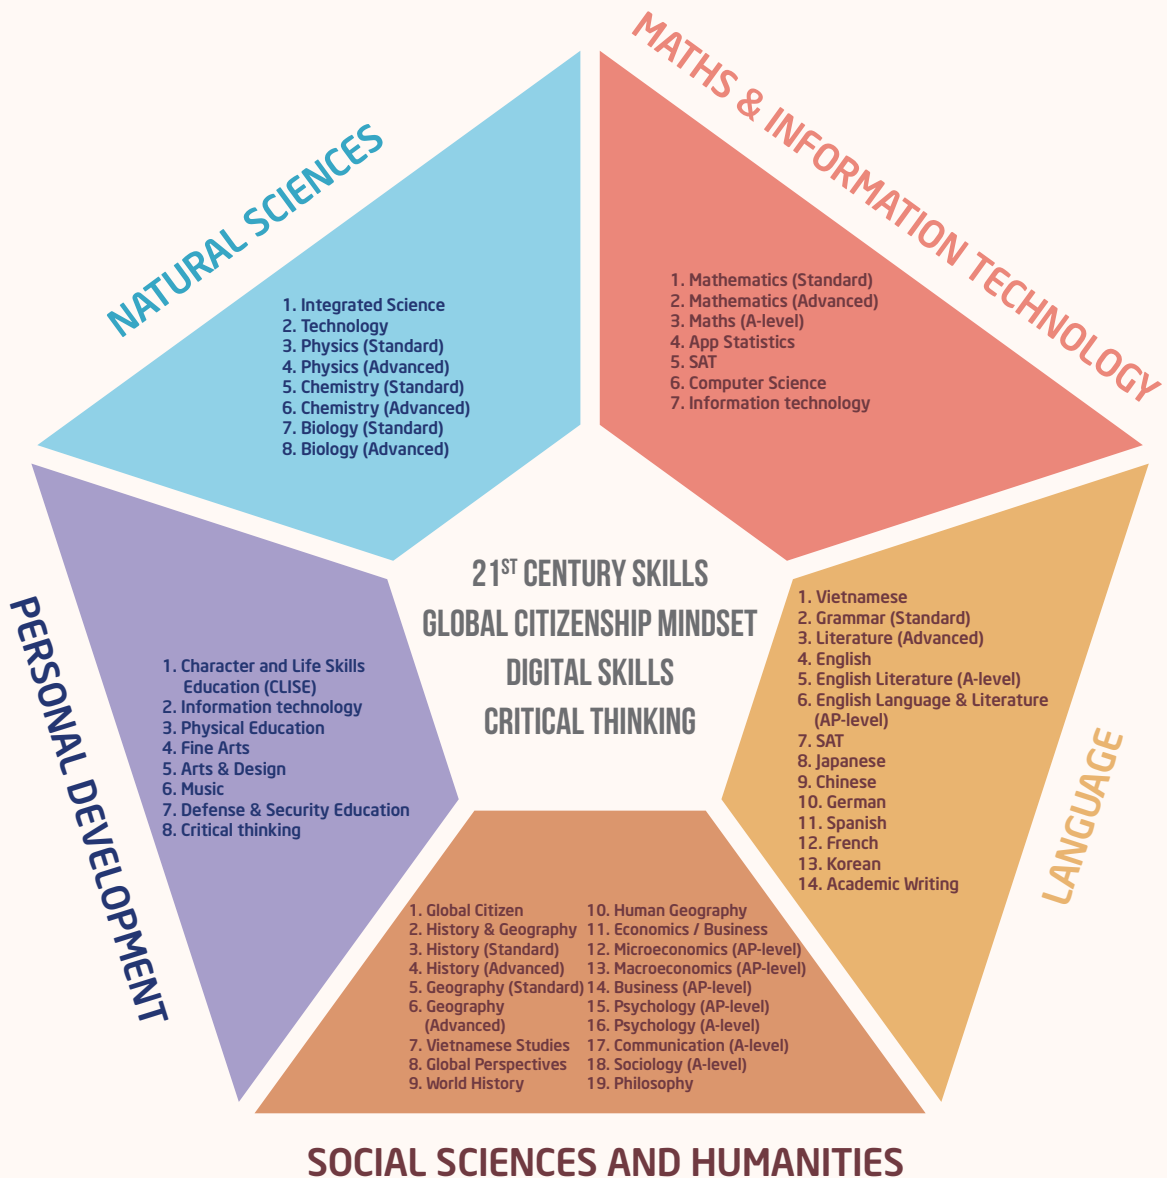 NATURAL SCIENCES
1. Integrated Science
2. Technology
3. Physics (Standard)
4. Physics (Advanced)
5. Chemistry (Standard)
6. Chemistry (Advanced)
7. Biology (Standard)
8. Biology (Advanced)
MATHS & INFORMATION TECHNOLOGY
1. Mathematics (Standard)
2. Mathematics (Advanced)
3. Maths (A-level)
4. App Statistics
5. SAT
6. Computer Science
7. Information technology
21ST CENTURY SKILLS
GLOBAL CITIZENSHIP MINDSET
DIGITAL SKILLS
CRITICAL THINKING
PERSONAL DEVELOPMENT
1. Character and Life Skills
Education (CLISE)
2. Information technology
3. Physical Education
4. Fine Arts
5. Arts & Design
6. Music
7. Defense & Security Education
8. Critical thinking
LANGUAGE
1. Vietnamese
2. Grammar (Standard)
3. Literature (Advanced)
4. English
5. English Literature (A-level)
6. English Language & Literature
(AP-level)
7. SAT
8. Japanese
9. Chinese
10. German
11. Spanish
12. French
13. Korean
14. Academic Writing
1. Global Citizen
2. History & Geography
3. History (Standard)
4. History (Advanced)
5. Geography (Standard)
6. Geography
(Advanced)
7. Vietnamese Studies
8. Global Perspectives
9. World History
10. Human Geography
11. Economics / Business
12. Microeconomics (AP-level)
13. Macroeconomics (AP-level)
14. Business (AP-level)
15. Psychology (AP-level)
16. Psychology (A-level)
17. Communication (A-level)
18. Sociology (A-level)
19. Philosophy
SOCIAL SCIENCES AND HUMANITIES